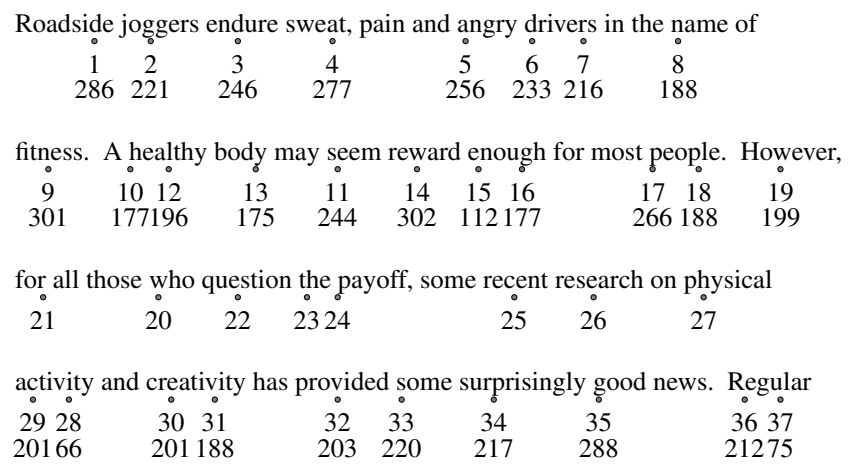 Roadside joggers endure sweat, pain and angry drivers in the name of
1 2 3 4 5 6 7 8
286 221 246 277 256 233 216 188
fitness. A healthy body may seem reward enough for most people. However,
9 10 12 13 11 14 15 16 17 18 19
301 177 196 175 244 302 112 177 266 188 199
for all those who question the payoff, some recent research on physical
21 20 22 23 24 25 26 27
activity and creativity has provided some surprisingly good news. Regular
29 28 30 31 32 33 34 35 36 37
201 66 201 188 203 220 217 288 212 75